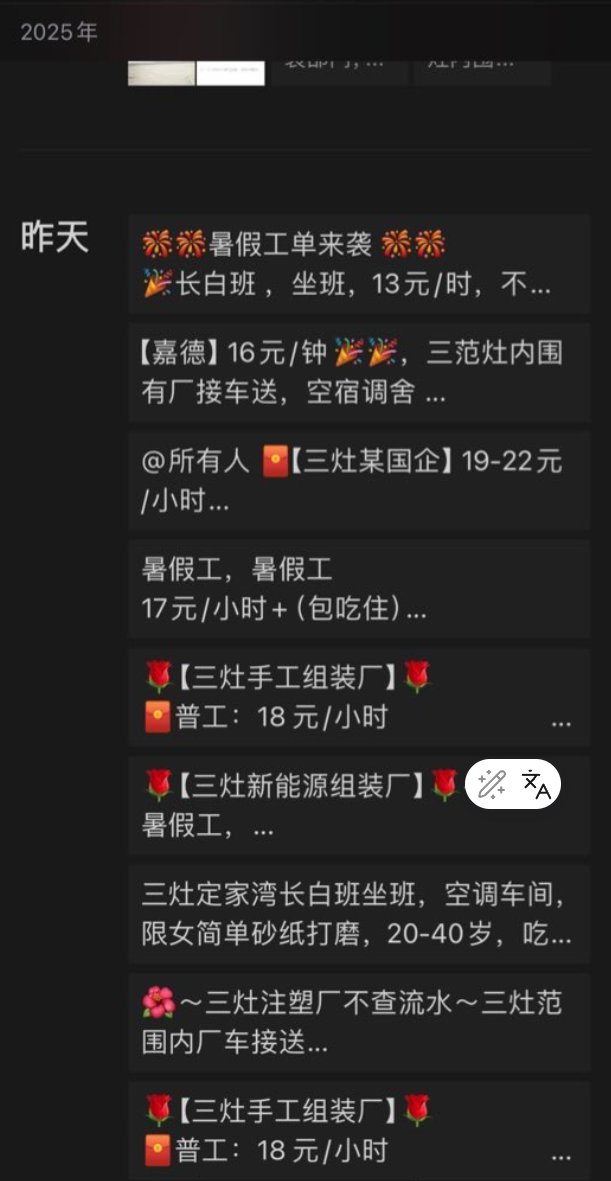 2025年
昨天
🎇🎇暑假工单来袭 🎇🎇
🎉长白班 ，坐班，13元/时，不...
【嘉德】16元/钟 🎉🎉，三范灶内围
有厂接车送，空宿调舍 ...
@所有人 🧧【三灶某国企】19-22元
/小时...
暑假工，暑假工
17元/小时+（包吃住）...
🌹【三灶手工组装厂】🌹
🧧普工：18 元/小时 ...
🌹【三灶新能源组装厂】🌹
暑假工，...
三灶定家湾长白班坐班，空调车间，
限女简单砂纸打磨，20-40岁，吃...
🌺～三灶注塑厂不查流水～三灶范
围内厂车接送...
🌹【三灶手工组装厂】🌹
🧧普工：18 元/小时 ...